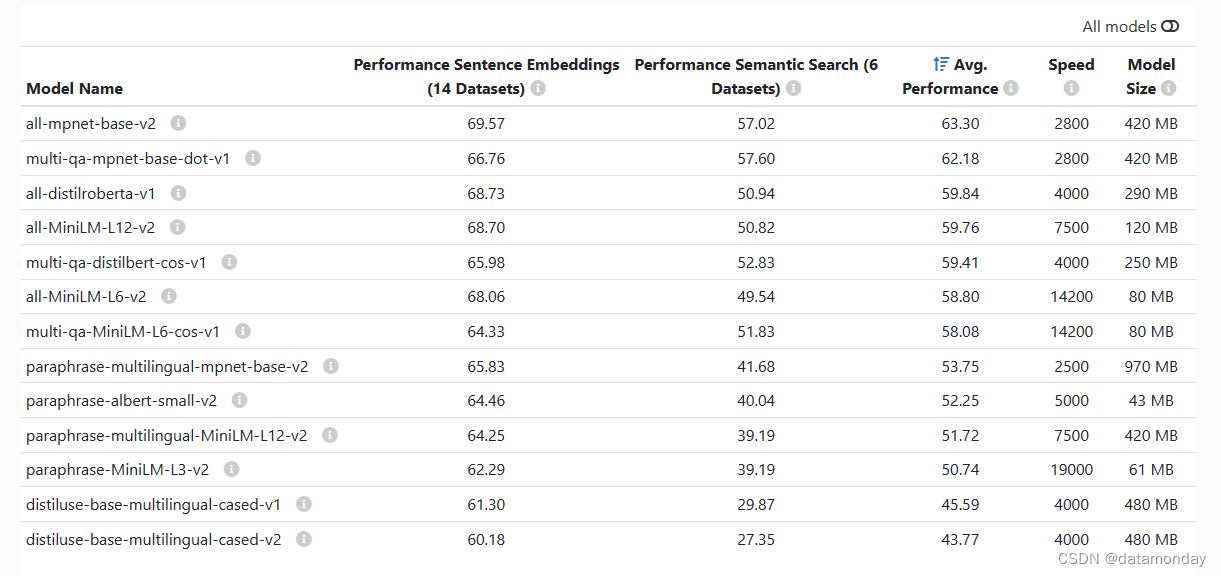 All models
Performance Sentence Embeddings Performance Semantic Search (6 Avg. Speed Model
Model Name (14 Datasets) Datasets) Performance Size
all-mpnet-base-v2 69.57 57.02 63.30 2800 420 MB
multi-qa-mpnet-base-dot-v1 66.76 57.60 62.18 2800 420 MB
all-distilroberta-v1 68.73 50.94 59.84 4000 290 MB
all-MiniLM-L12-v2 68.70 50.82 59.76 7500 120 MB
multi-qa-distilbert-cos-v1 65.98 52.83 59.41 4000 250 MB
all-MiniLM-L6-v2 68.06 49.54 58.80 14200 80 MB
multi-qa-MiniLM-L6-cos-v1 64.33 51.83 58.08 14200 80 MB
paraphrase-multilingual-mpnet-base-v2 65.83 41.68 53.75 2500 970 MB
paraphrase-albert-small-v2 64.46 40.04 52.25 5000 43 MB
paraphrase-multilingual-MiniLM-L12-v2 64.25 39.19 51.72 7500 420 MB
paraphrase-MiniLM-L3-v2 62.29 39.19 50.74 19000 61 MB
distiluse-base-multilingual-cased-v1 61.30 29.87 45.59 4000 480 MB
distiluse-base-multilingual-cased-v2 60.18 27.35 43.77 4000 480 MB
CSDN @datamonday